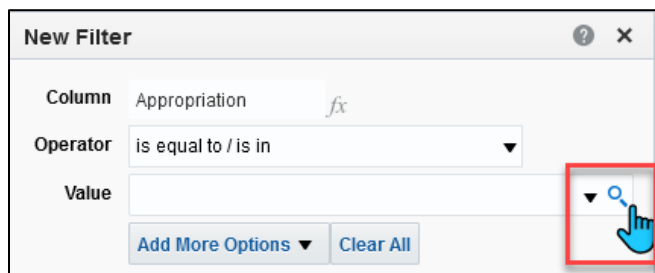 New Filter ? ×
Column Appropriation fx
Operator is equal to / is in
Value
Add More Options Clear All